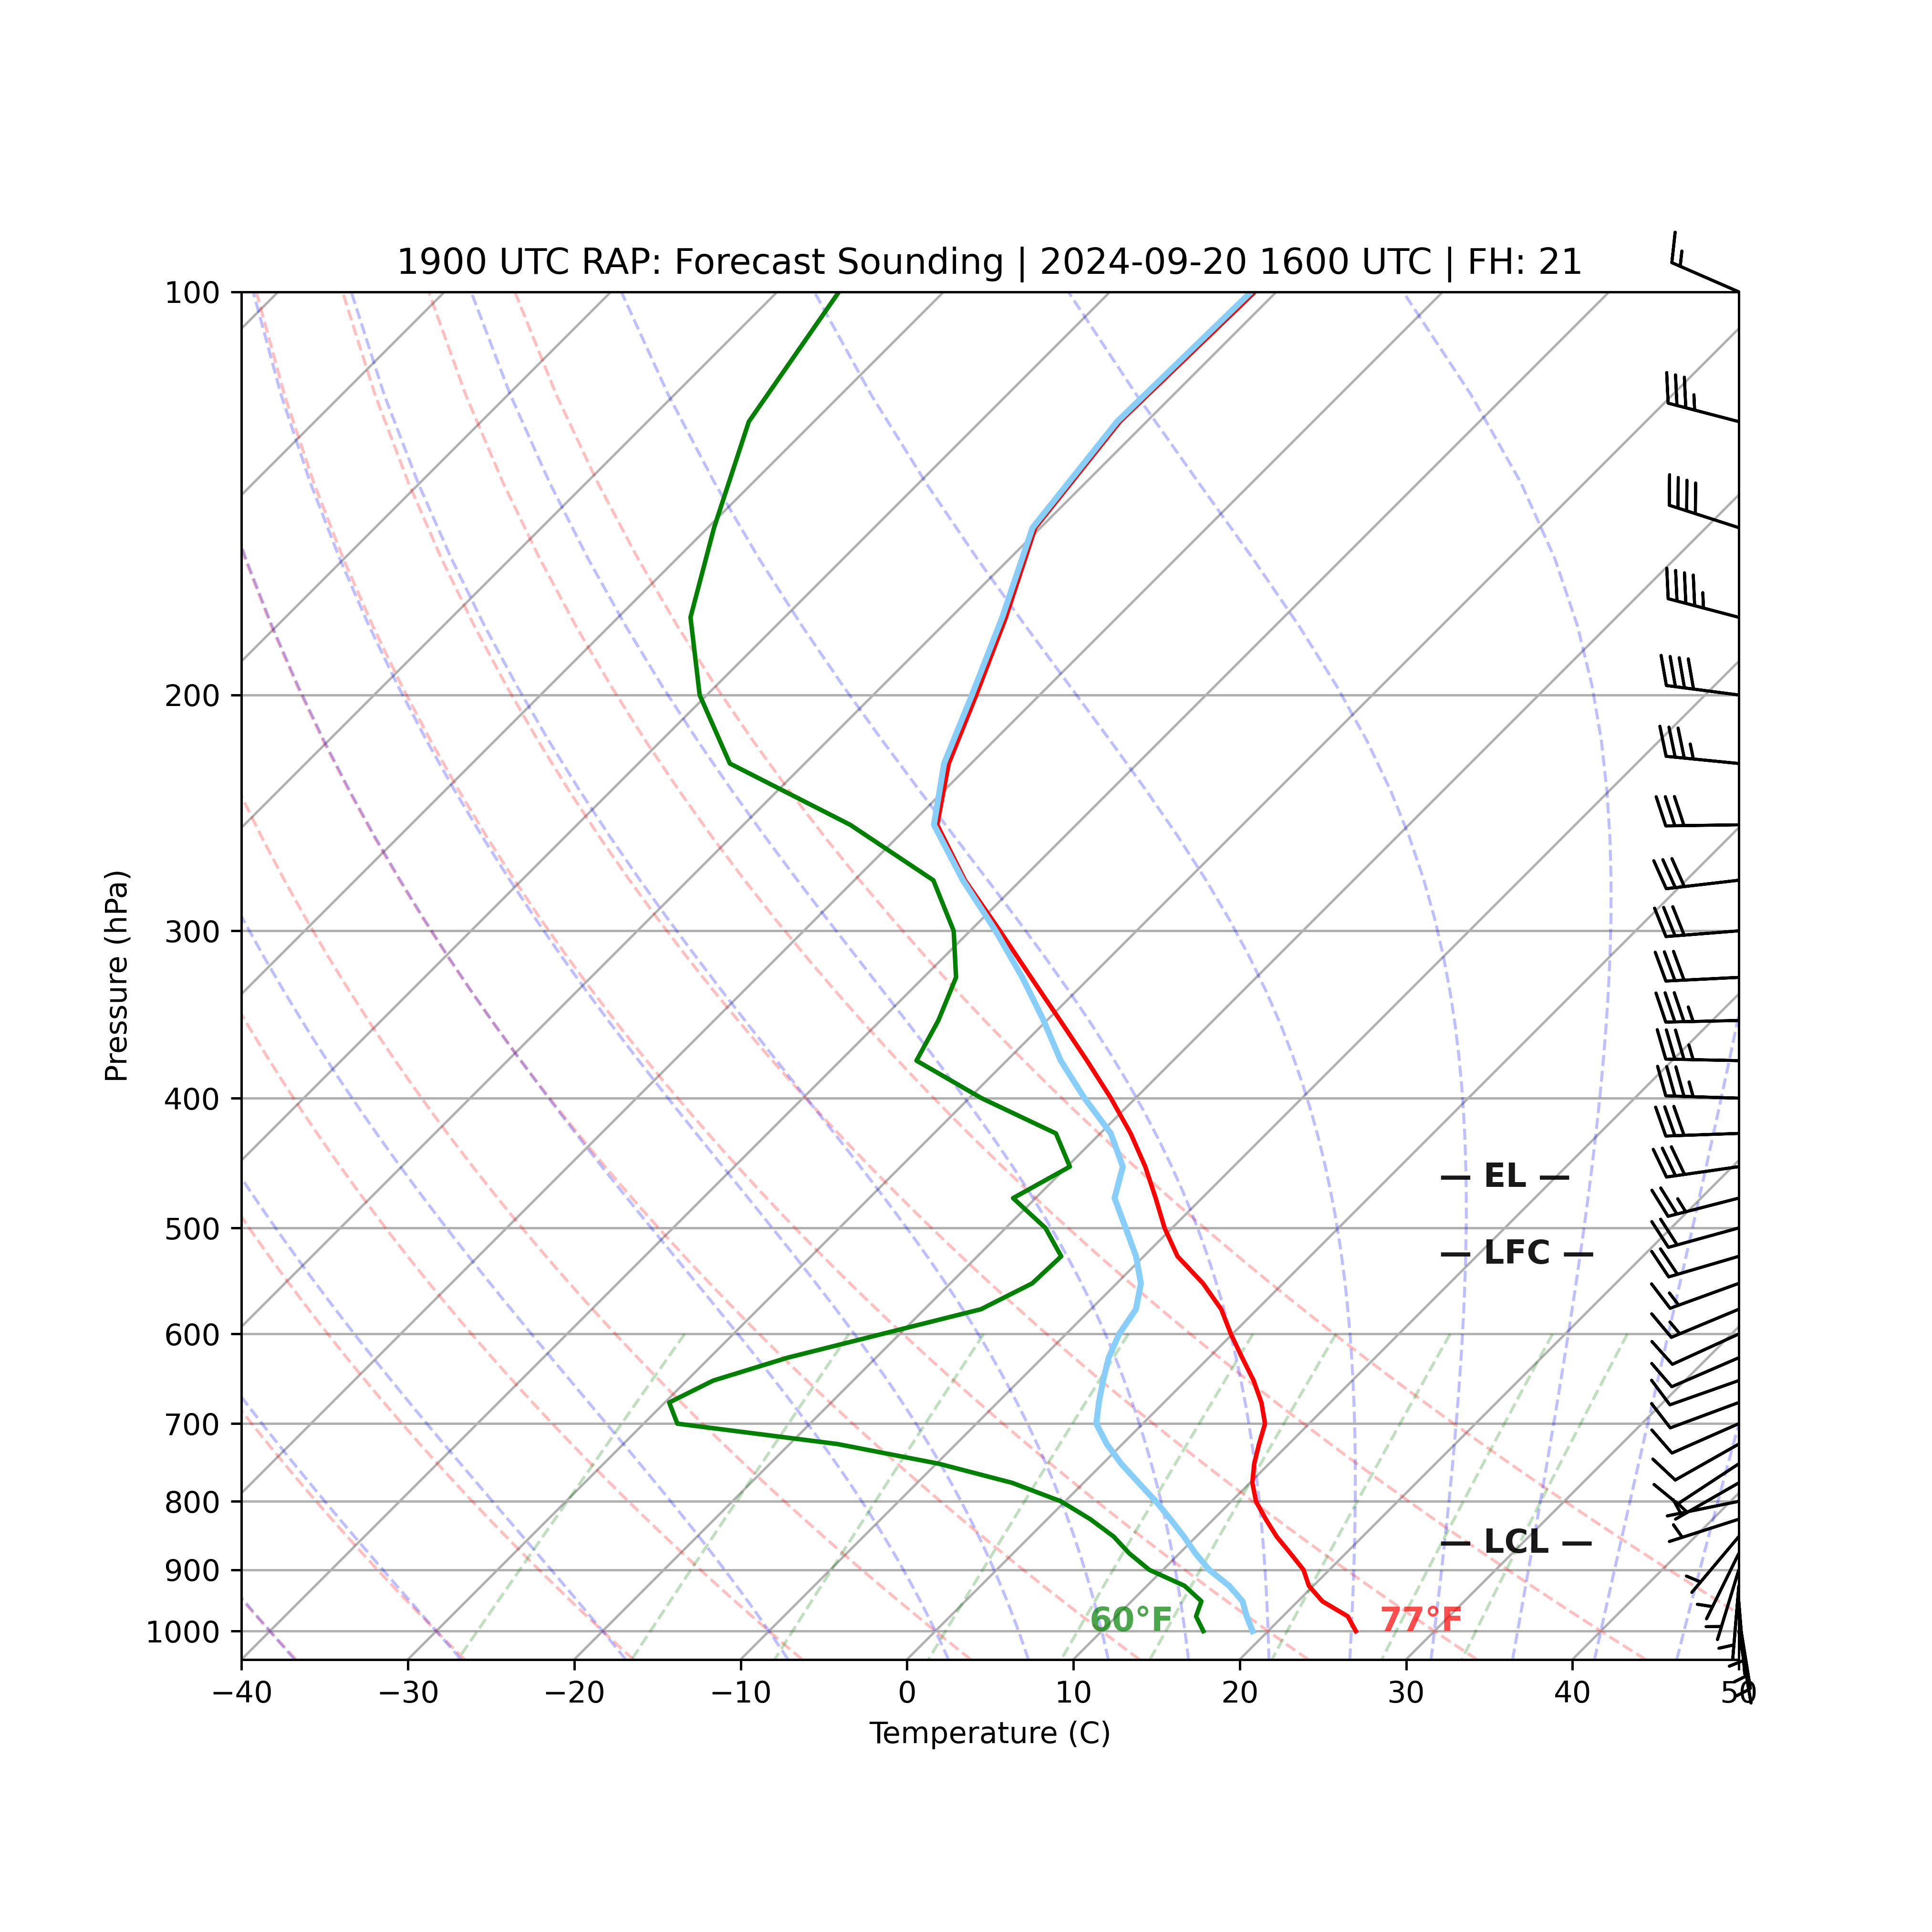 1900 UTC RAP: Forecast Sounding | 2024-09-20 1600 UTC | FH: 21
100
200
300
400
500
600
700
800
900
1000
Pressure (hPa)
— EL —
— LFC —
— LCL —
60°F
77°F
−40 −30 −20 −10 0 10 20 30 40 50
Temperature (C)